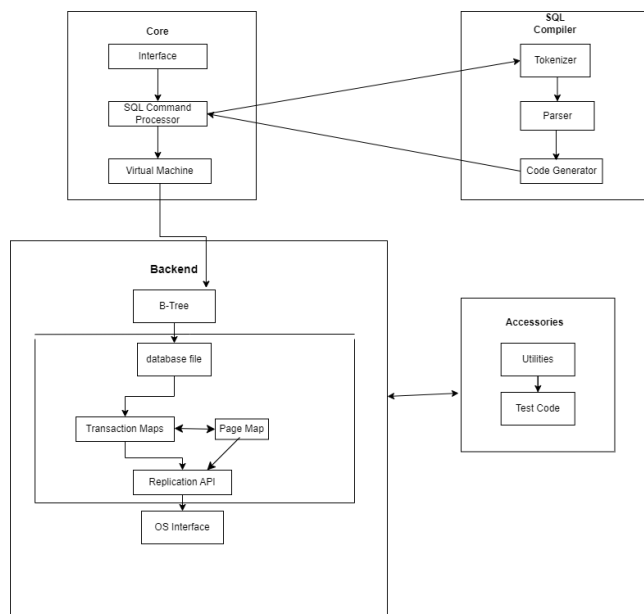 Core
Interface
SQL Command
Processor
Virtual Machine
SQL
Compiler
Tokenizer
Parser
Code Generator
Backend
B-Tree
database file
Transaction Maps
Page Map
Replication API
OS Interface
Accessories
Utilities
Test Code